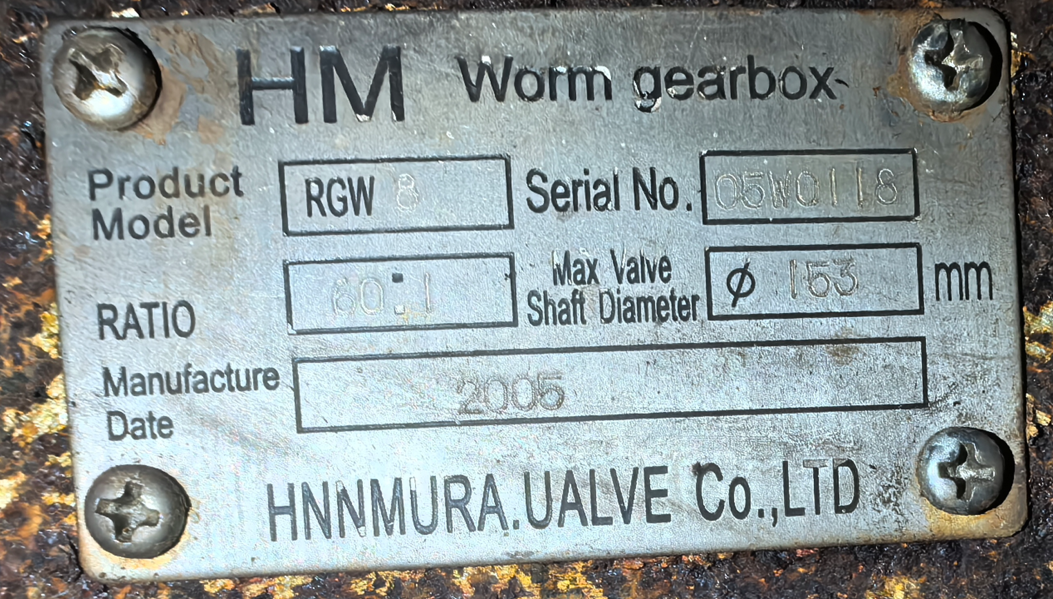 HM Worm gearbox
Product Model RGW 8 Serial No. 05W0118
RATIO 60:1 Max Valve Shaft Diameter ϕ 153 mm
Manufacture Date 2005
HNNMURA.UALVE Co.,LTD